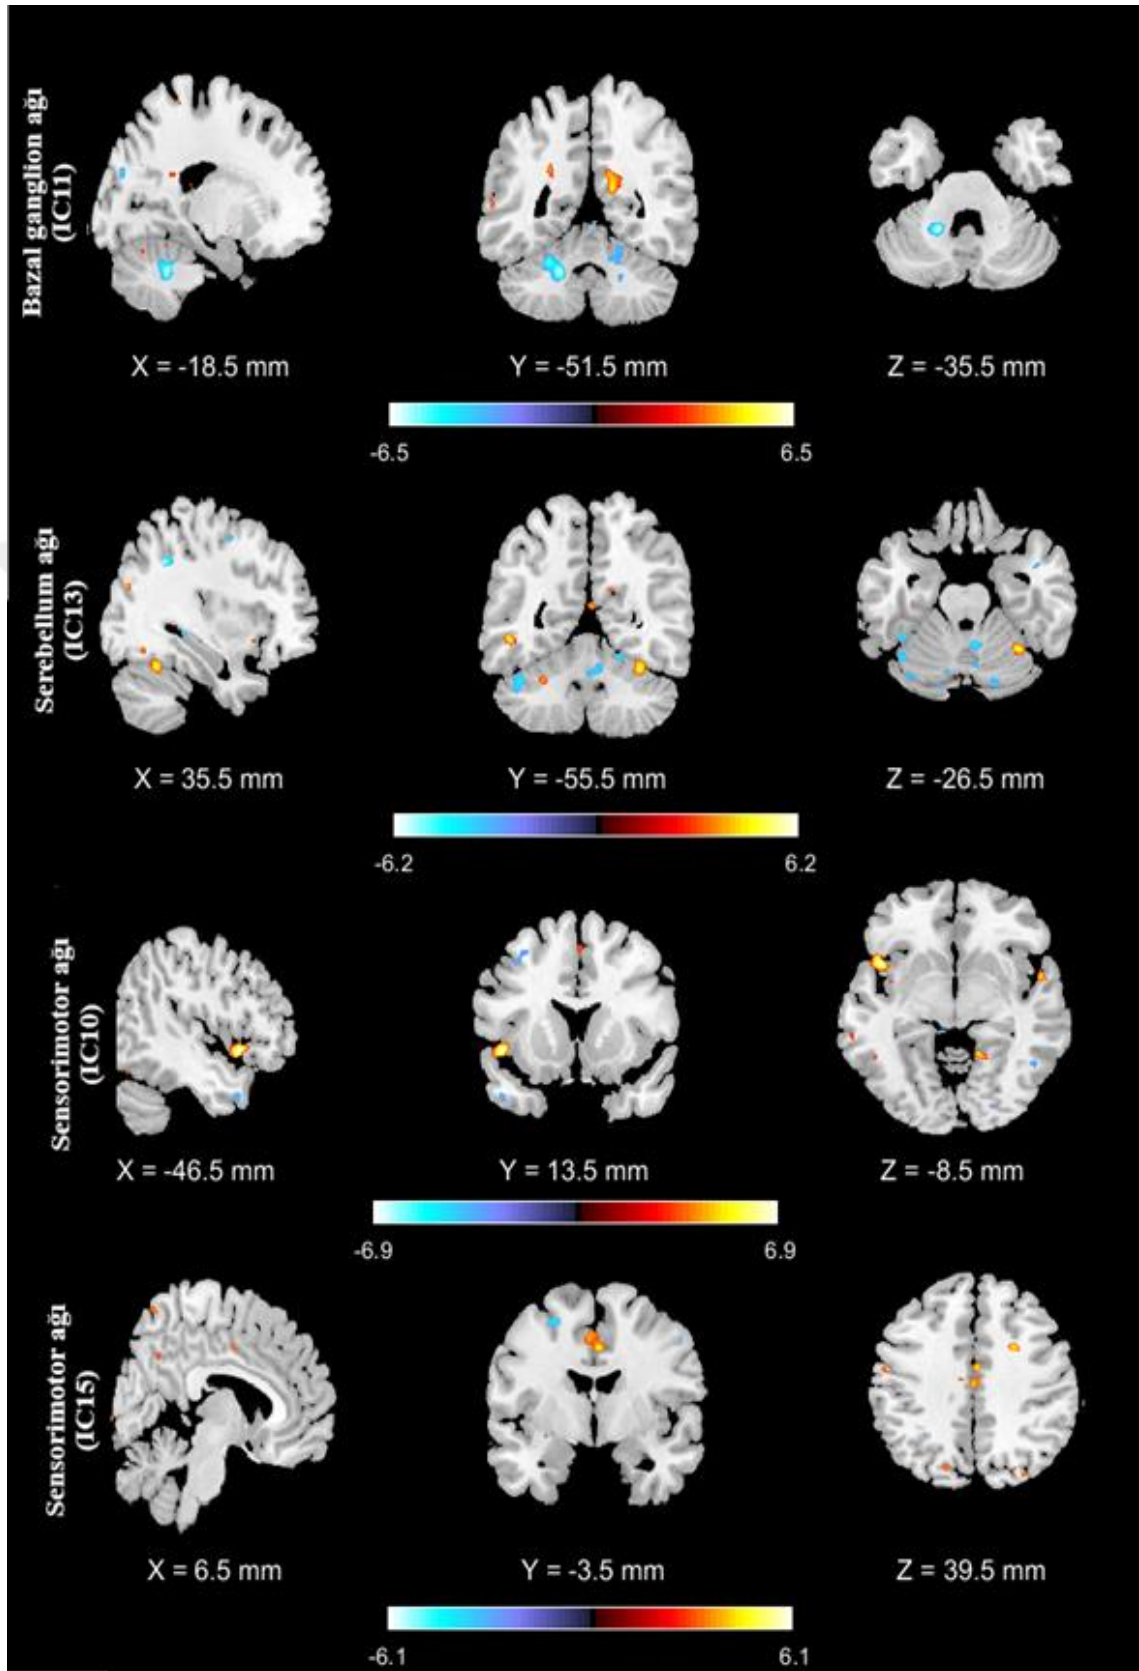 Bazal ganglion ağı
(IC11)
X = -18.5 mm
Y = -51.5 mm
Z = -35.5 mm
-6.5
6.5
Serebellum ağı
(IC13)
X = 35.5 mm
Y = -55.5 mm
Z = -26.5 mm
-6.2
6.2
Sensorimotor ağı
(IC10)
X = -46.5 mm
Y = 13.5 mm
Z = -8.5 mm
-6.9
6.9
Sensorimotor ağı
(IC15)
X = 6.5 mm
Y = -3.5 mm
Z = 39.5 mm
-6.1
6.1